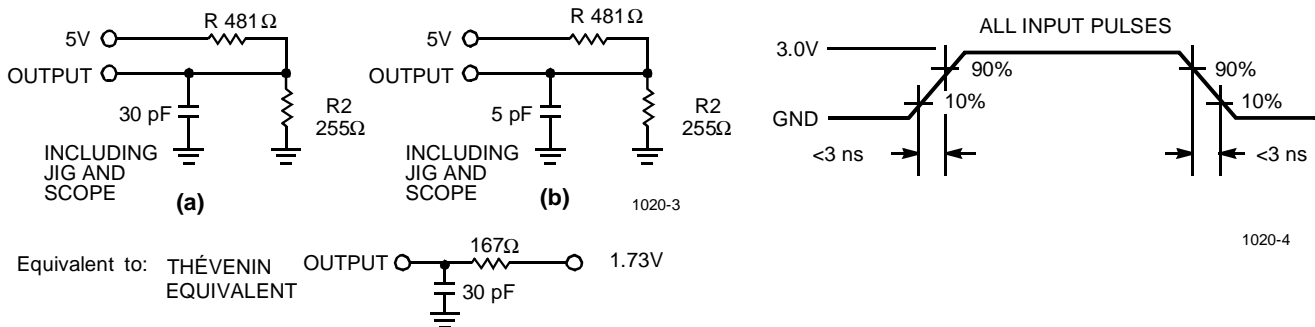 R 481Ω
5V
OUTPUT
30 pF
R2
255Ω
INCLUDING
JIG AND
SCOPE
(a)
R 481Ω
5V
OUTPUT
5 pF
R2
255Ω
INCLUDING
JIG AND
SCOPE
(b)
1020-3
ALL INPUT PULSES
3.0V
90%
10%
GND
<3 ns
90%
10%
<3 ns
1020-4
Equivalent to: THÉVENIN
EQUIVALENT
OUTPUT
167Ω
1.73V
30 pF